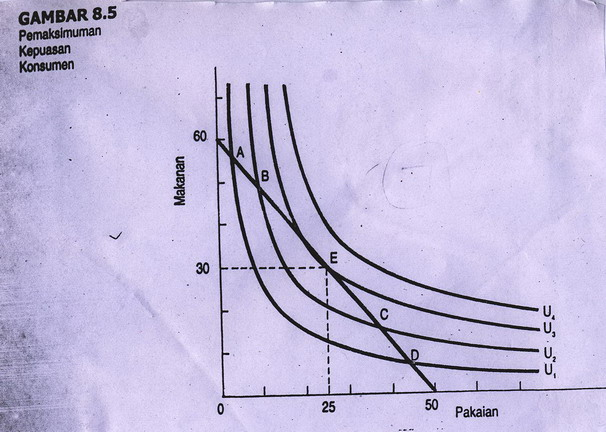 GAMBAR 8.5
Pemaksimuman
Kepuasan
Konsumen
Makanan
60
30
A
B
E
C
D
U₄
U₃
U₂
U₁
0
25
50
Pakaian